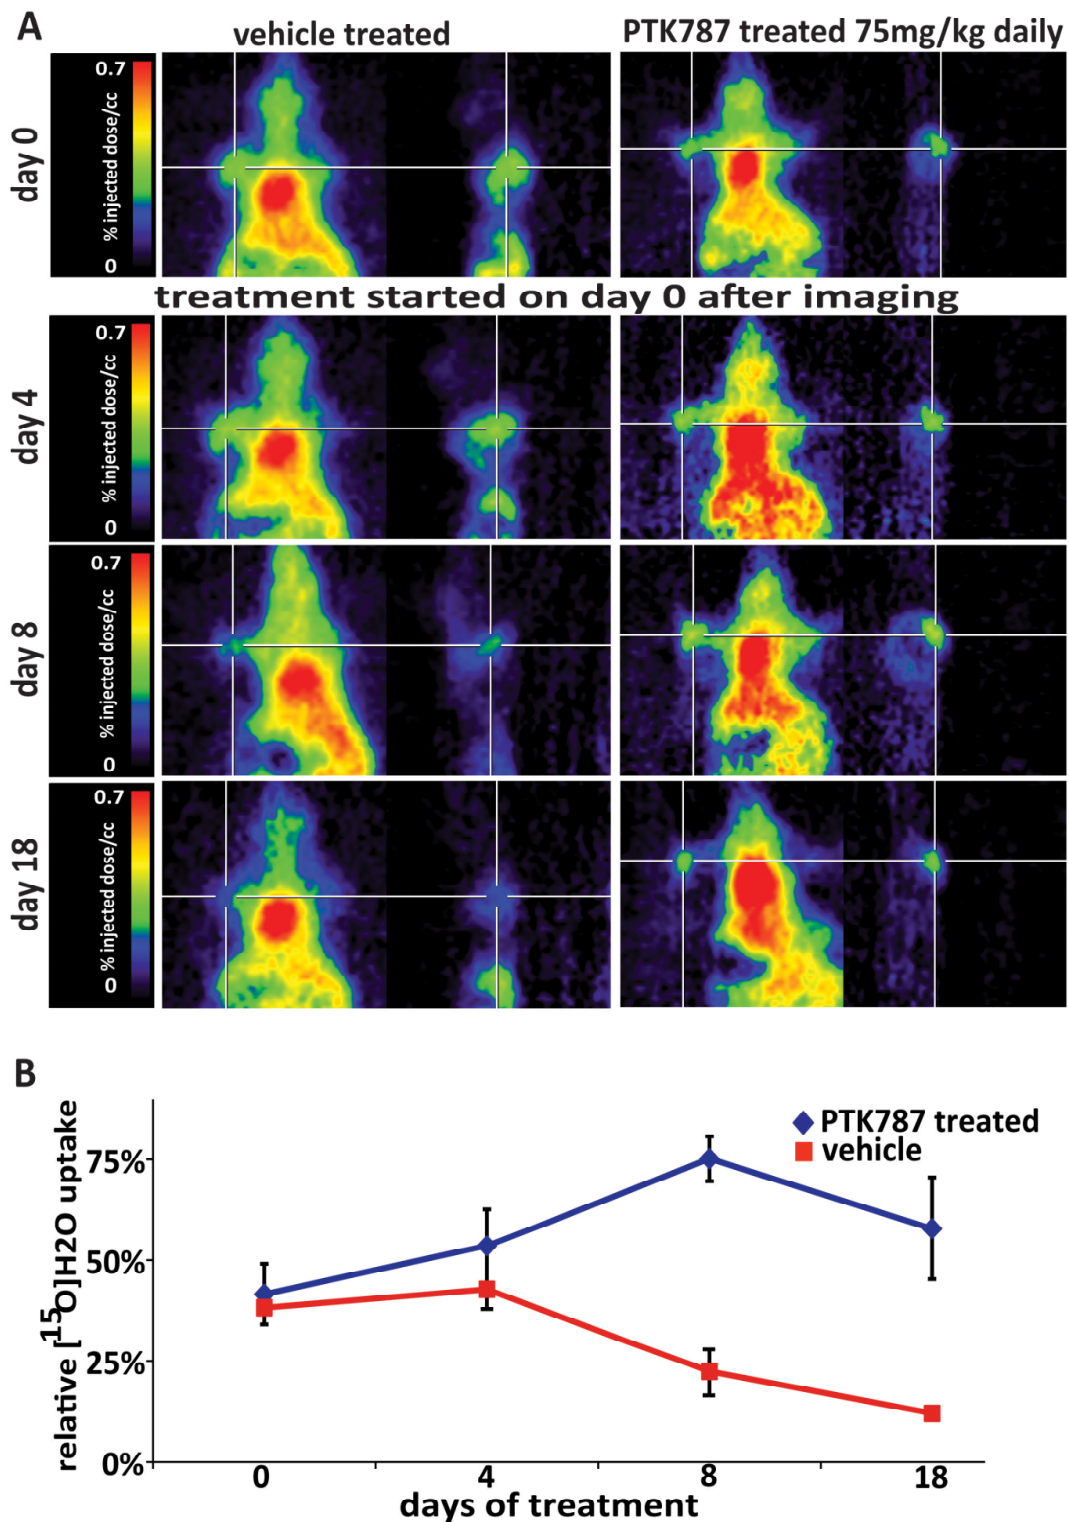 A
vehicle treated
PTK787 treated 75mg/kg daily
day 0
0.7
% injected dose/cc
0
treatment started on day 0 after imaging
day 4
0.7
% injected dose/cc
0
day 8
0.7
% injected dose/cc
0
day 18
0.7
% injected dose/cc
0
B
relative [15O]H2O uptake
75%
50%
25%
0%
PTK787 treated
vehicle
0
4
8
18
days of treatment